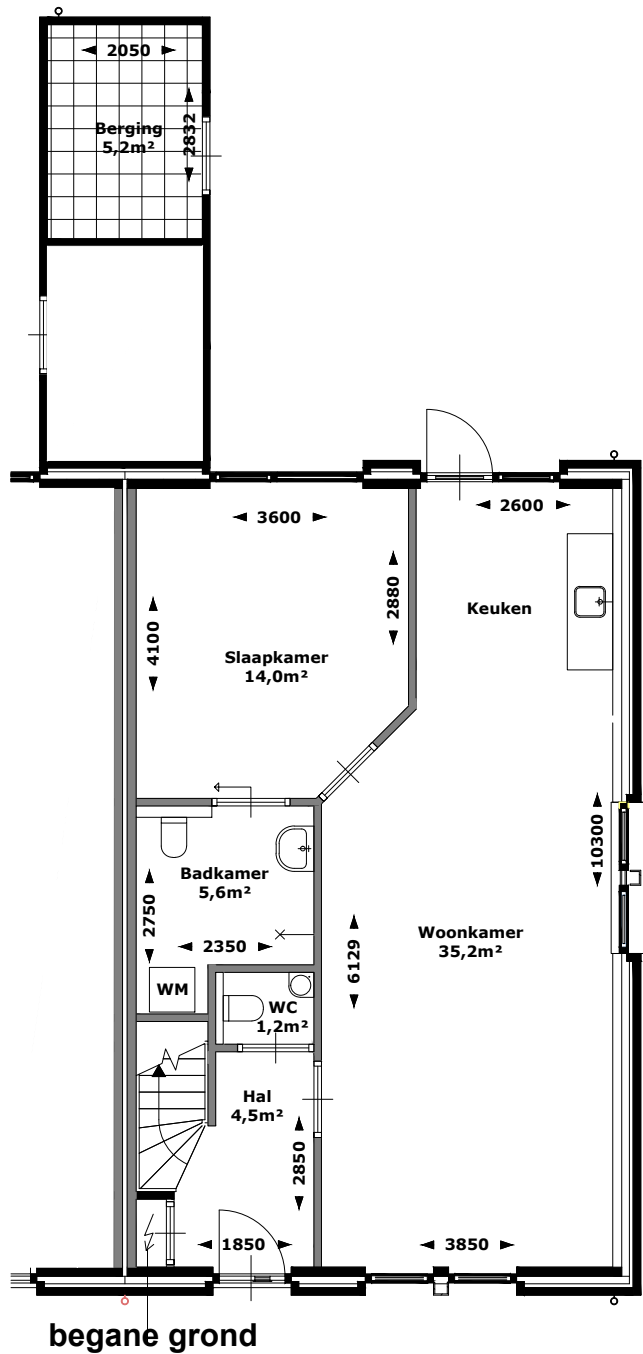 2050
Berging
5,2m²
2832
3600
2600
2880
4100
Keuken
Slaapkamer
14,0m²
10300
Badkamer
5,6m²
2750
2350
6129
Woonkamer
35,2m²
WM
WC
1,2m²
Hal
4,5m²
2850
1850
3850
begane grond